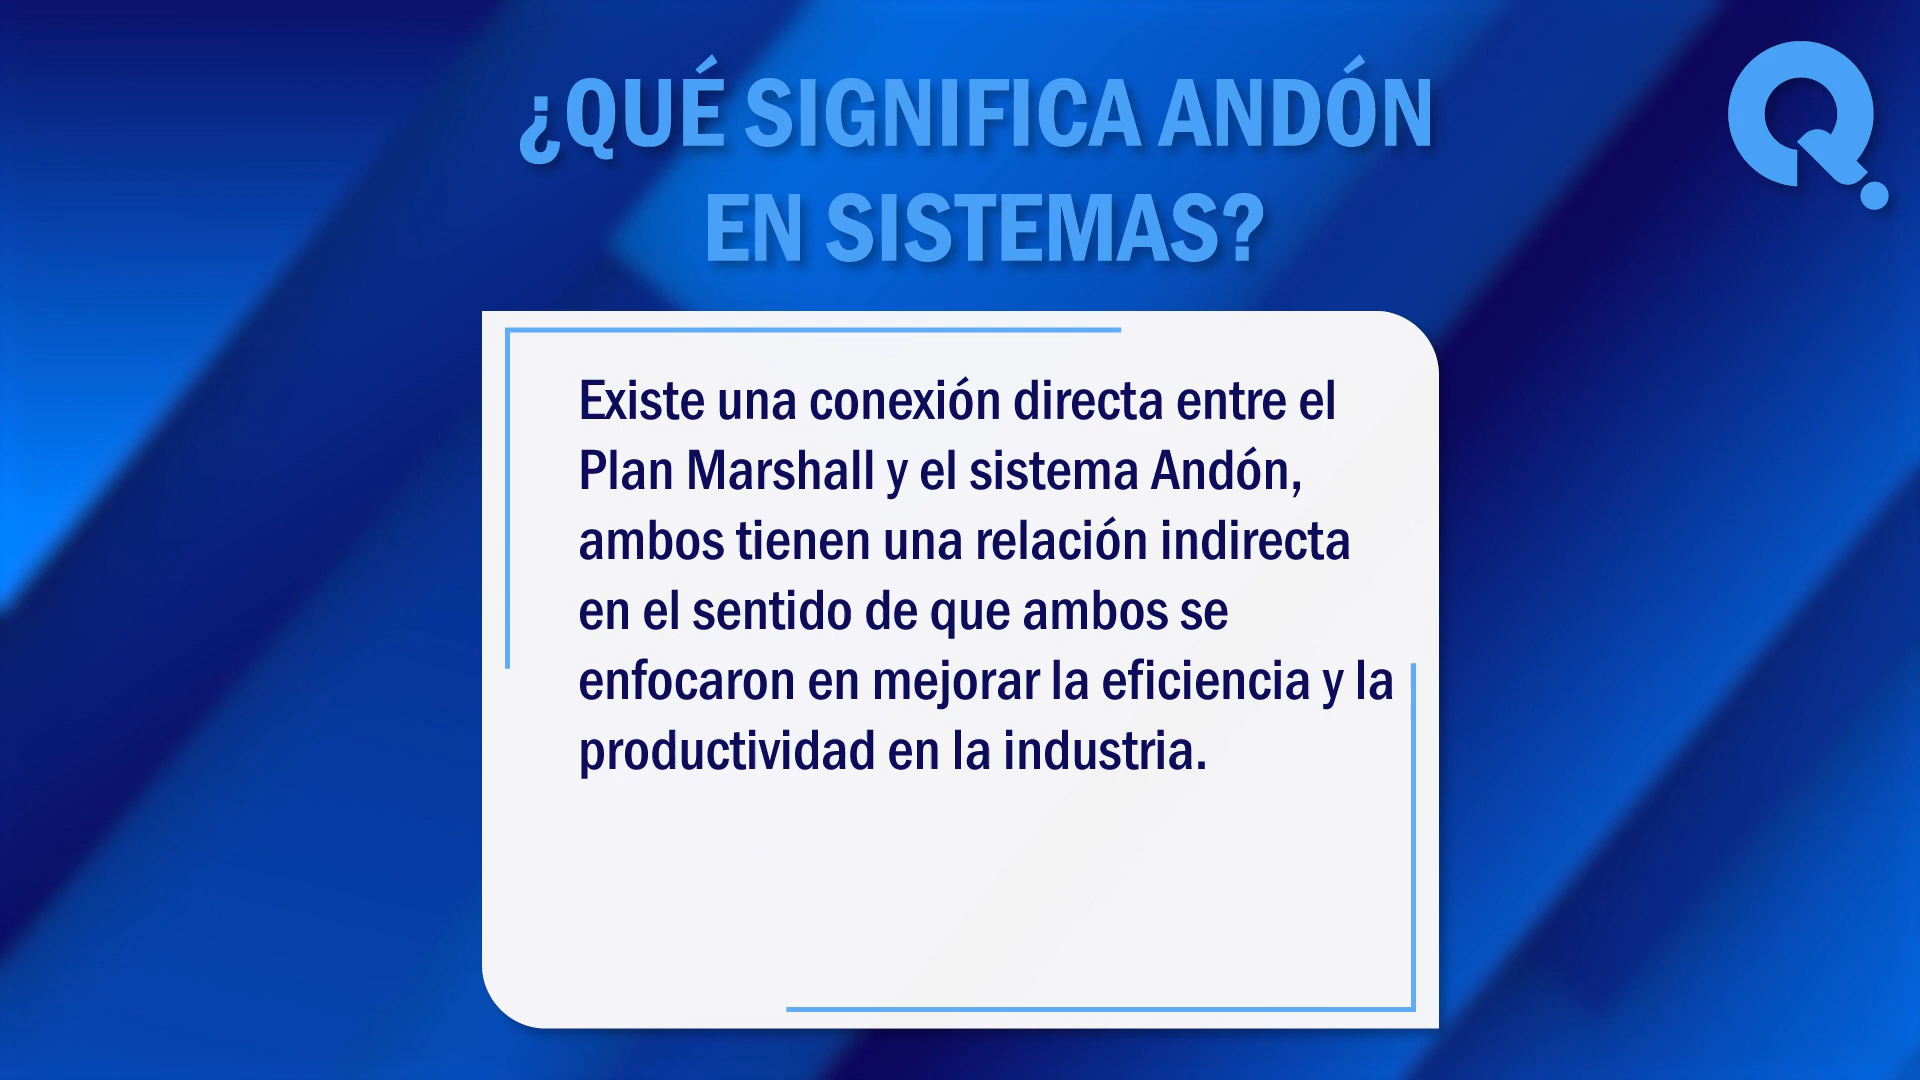 ¿QUÉ SIGNIFICA ANDÓN
EN SISTEMAS?
Existe una conexión directa entre el
Plan Marshall y el sistema Andón,
ambos tienen una relación indirecta
en el sentido de que ambos se
enfocaron en mejorar la eficiencia y la
productividad en la industria.